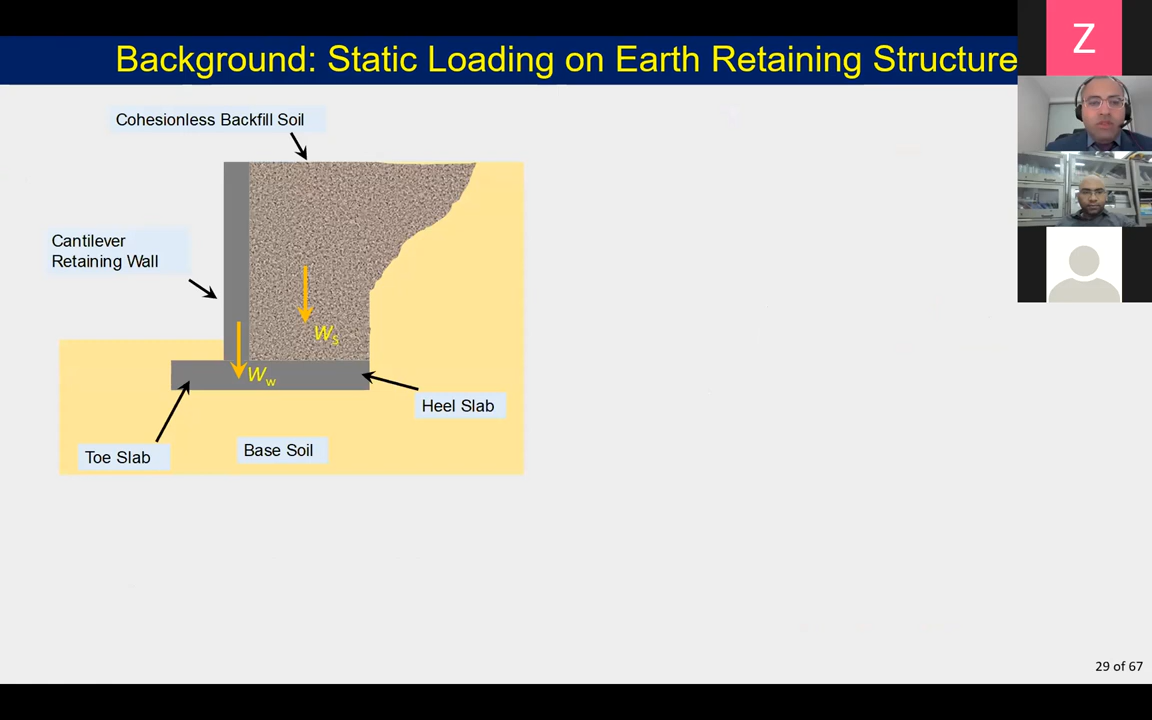 Background: Static Loading on Earth Retaining Structure
Z
Cohesionless Backfill Soil
Cantilever
Retaining Wall
Ws
Ww
Heel Slab
Toe Slab
Base Soil
29 of 67